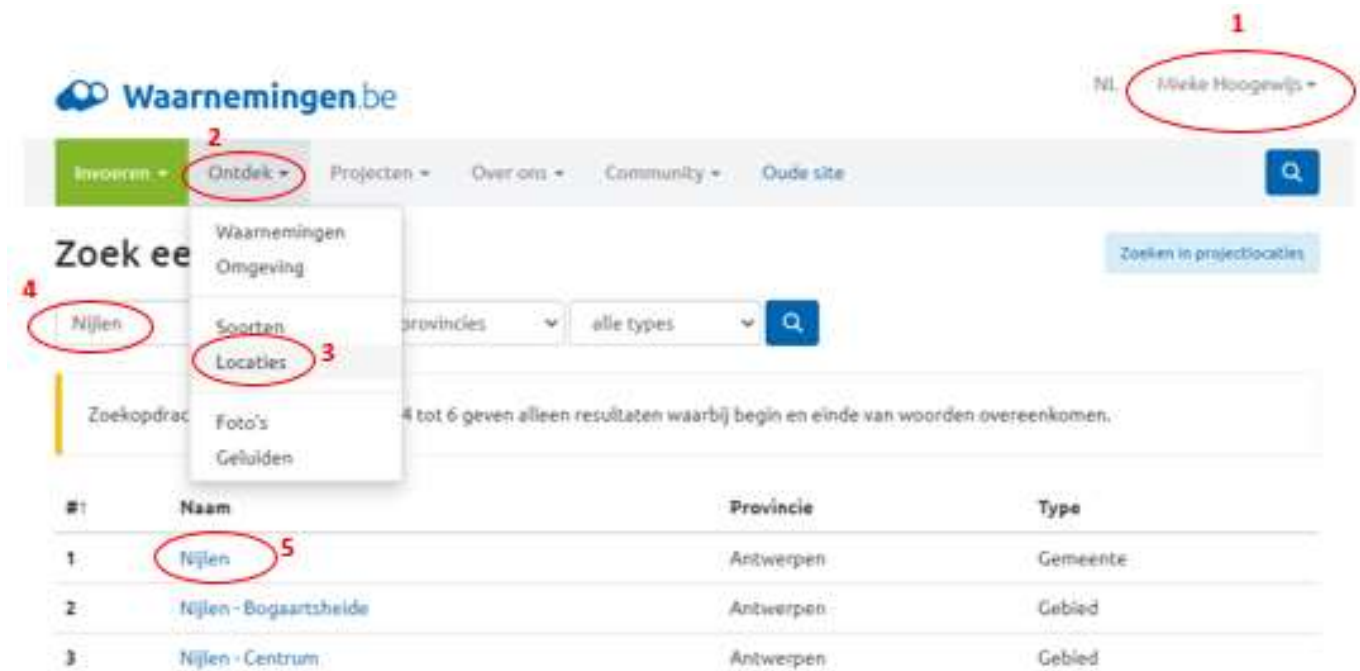 1
Waarnemingen.be
NL Mieke Hoogewijs
2
Invoeren Ontdek Projecten Over ons Community Oude site
Waarnemingen
Zoek ee
Omgeving
Zoeken in projectlocaties
4
Nijlen Soorten provincies alle types
Locaties 3
Zoekopdrac 4 tot 6 geven alleen resultaten waarbij begin en einde van woorden overeenkomen.
Foto's
Geluiden
#↑ Naam Provincie Type
1 Nijlen 5 Antwerpen Gemeente
2 Nijlen - Bogaartsheide Antwerpen Gebied
3 Nijlen - Centrum Antwerpen Gebied